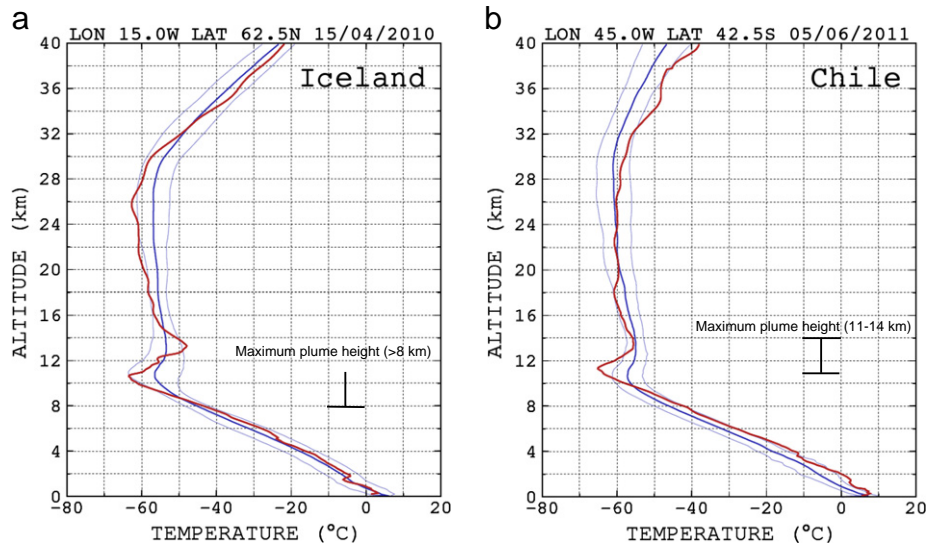 a
LON 15.0W LAT 62.5N 15/04/2010
Iceland
ALTITUDE (km)
40
36
32
28
24
20
16
12
8
4
0
Maximum plume height (>8 km)
-80 -60 -40 -20 0 20
TEMPERATURE (°C)
b
LON 45.0W LAT 42.5S 05/06/2011
Chile
ALTITUDE (km)
40
36
32
28
24
20
16
12
8
4
0
Maximum plume height (11-14 km)
-80 -60 -40 -20 0 20
TEMPERATURE (°C)